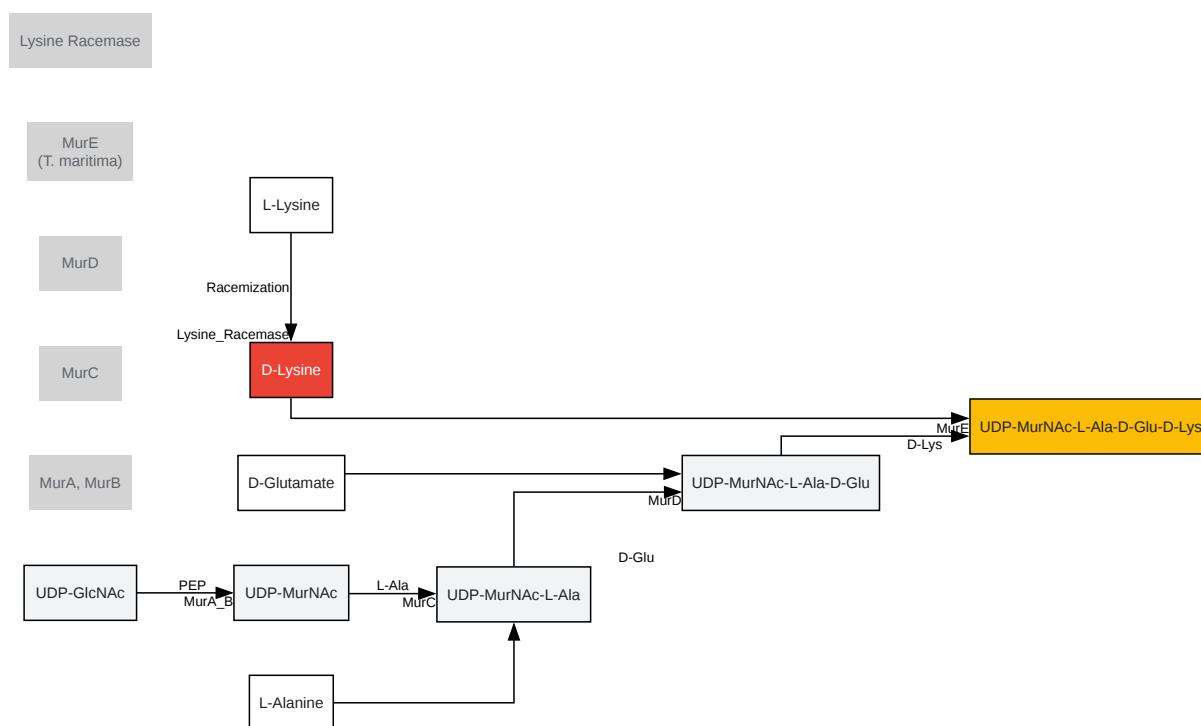 Lysine Racemase
MurE
(T. maritima)
L-Lysine
MurD
Racemization
Lysine_Racemase
MurC
D-Lysine
MurE
UDP-MurNAc-L-Ala-D-Glu-D-Lys
D-Lys
MurA, MurB
D-Glutamate
UDP-MurNAc-L-Ala-D-Glu
MurD
D-Glu
UDP-GlcNAc
PEP
MurA_B
UDP-MurNAc
L-Ala
MurC
UDP-MurNAc-L-Ala
L-Alanine